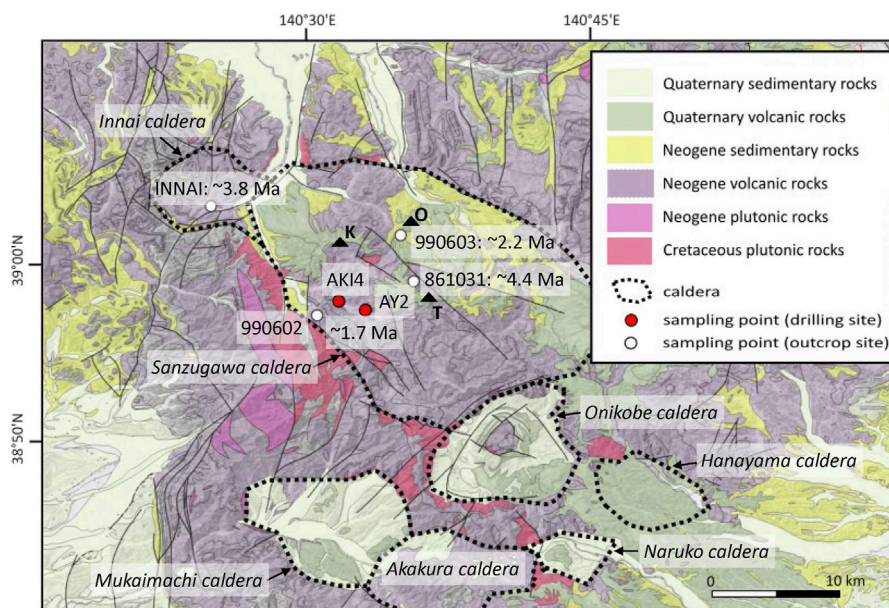 140°30'E
140°45'E
Innai caldera
INNAI: ~3.8 Ma
K
O
990603: ~2.2 Ma
39°00'N
AKI4
861031: ~4.4 Ma
AY2
T
990602
~1.7 Ma
Sanzugawa caldera
Onikobe caldera
38°50'N
Hanayama caldera
Naruko caldera
Akakura caldera
Mukaimachi caldera
0
10 km
Quaternary sedimentary rocks
Quaternary volcanic rocks
Neogene sedimentary rocks
Neogene volcanic rocks
Neogene plutonic rocks
Cretaceous plutonic rocks
caldera
sampling point (drilling site)
sampling point (outcrop site)